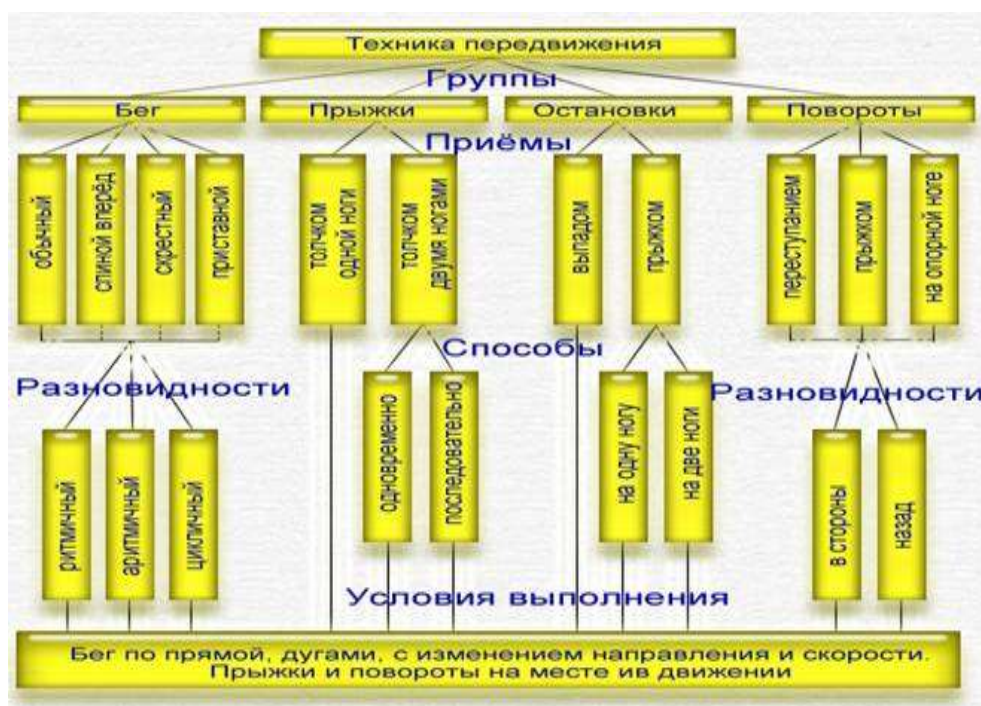 Техника передвижения
Группы
Бег
Прыжки
Остановки
Повороты
Приёмы
обычный
спиной вперёд
скрестный
приставной
толчком
одной ноги
толчком
двумя ногами
выпадом
прыжком
переступанием
прыжком
на опорной ноге
Способы
Разновидности
Разновидности
одновременно
последовательно
на одну ногу
на две ноги
ритмичный
аритмичный
цикличный
в стороны
назад
Условия выполнения
Бег по прямой, дугами, с изменением направления и скорости.
Прыжки и повороты на месте ив движении